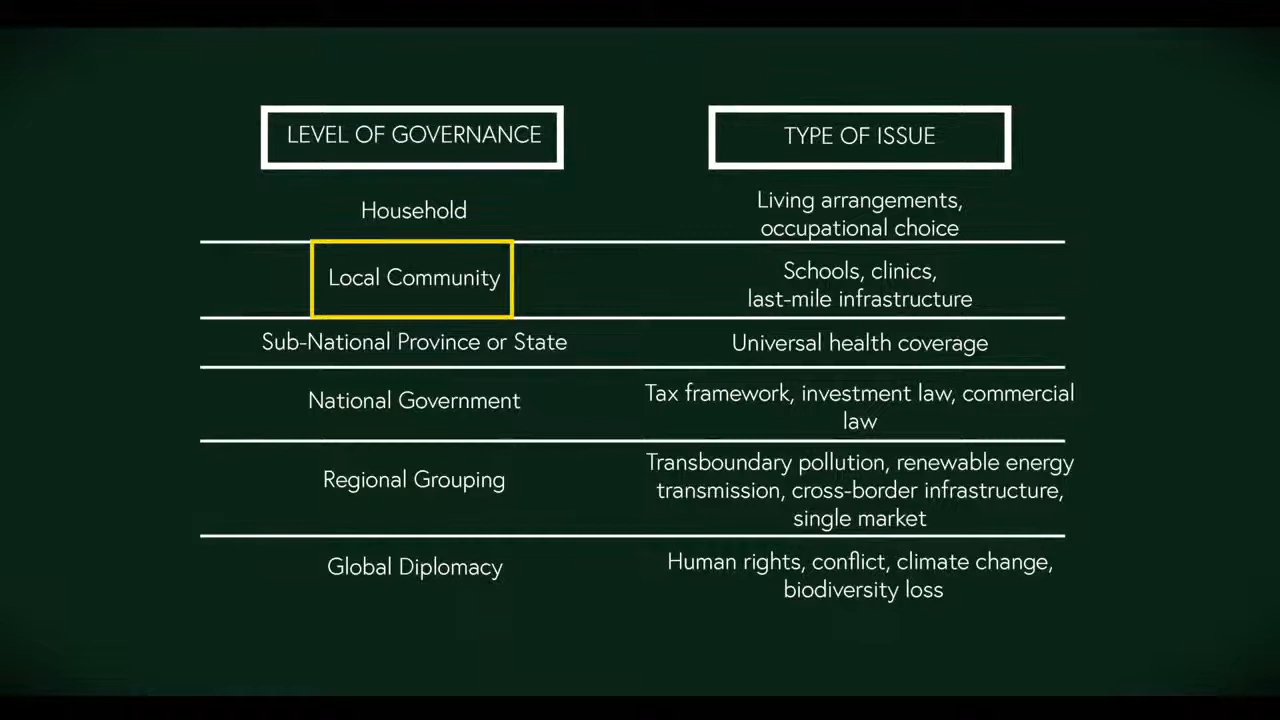 LEVEL OF GOVERNANCE
TYPE OF ISSUE
Household
Living arrangements,
occupational choice
Local Community
Schools, clinics,
last-mile infrastructure
Sub-National Province or State
Universal health coverage
National Government
Tax framework, investment law, commercial
law
Regional Grouping
Transboundary pollution, renewable energy
transmission, cross-border infrastructure,
single market
Global Diplomacy
Human rights, conflict, climate change,
biodiversity loss